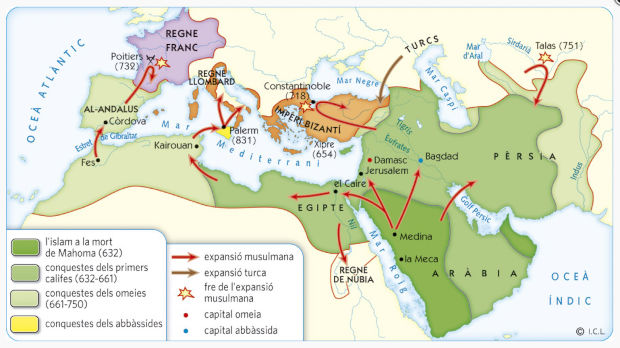 REGNE
FRANC
Poitiers
(732)
OCEÀ ATLÀNTIC
REGNE
LLOMBARD
AL-ANDALUS
Còrdova
Estret de Gibraltar
Fes
Mar Mediterrani
Kairouan
Palerm
(831)
Constantinoble
(718)
IMPERI BIZANTÍ
Xipre
(654)
Mar Negre
TURCS
Mar Caspi
Mar
d'Aral
Sirdarià
Talas (751)
Tigris
Eufrates
Damasc
Jerusalem
Bagdad
PÈRSIA
Indus
el Caire
EGIPTE
Nil
Golf Pèrsic
Mar Roig
Medina
la Meca
ARÀBIA
REGNE
DE NÚBIA
OCEÀ
ÍNDIC
l'islam a la mort
de Mahoma (632)
conquestes dels primers
califes (632-661)
conquestes dels omeies
(661-750)
conquestes dels abbàssides
expansió musulmana
expansió turca
fre de l'expansió
musulmana
capital omeia
capital abbàssida
© I.C.L.